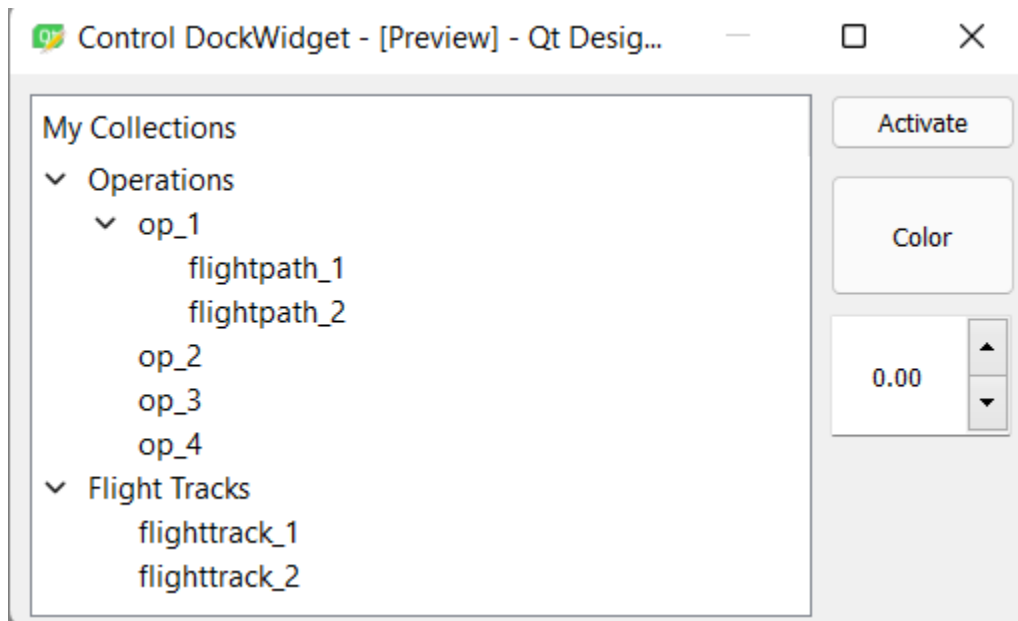 Control DockWidget - [Preview] - Qt Desig...
My Collections
Operations
op_1
flightpath_1
flightpath_2
op_2
op_3
op_4
Flight Tracks
flighttrack_1
flighttrack_2
Activate
Color
0.00